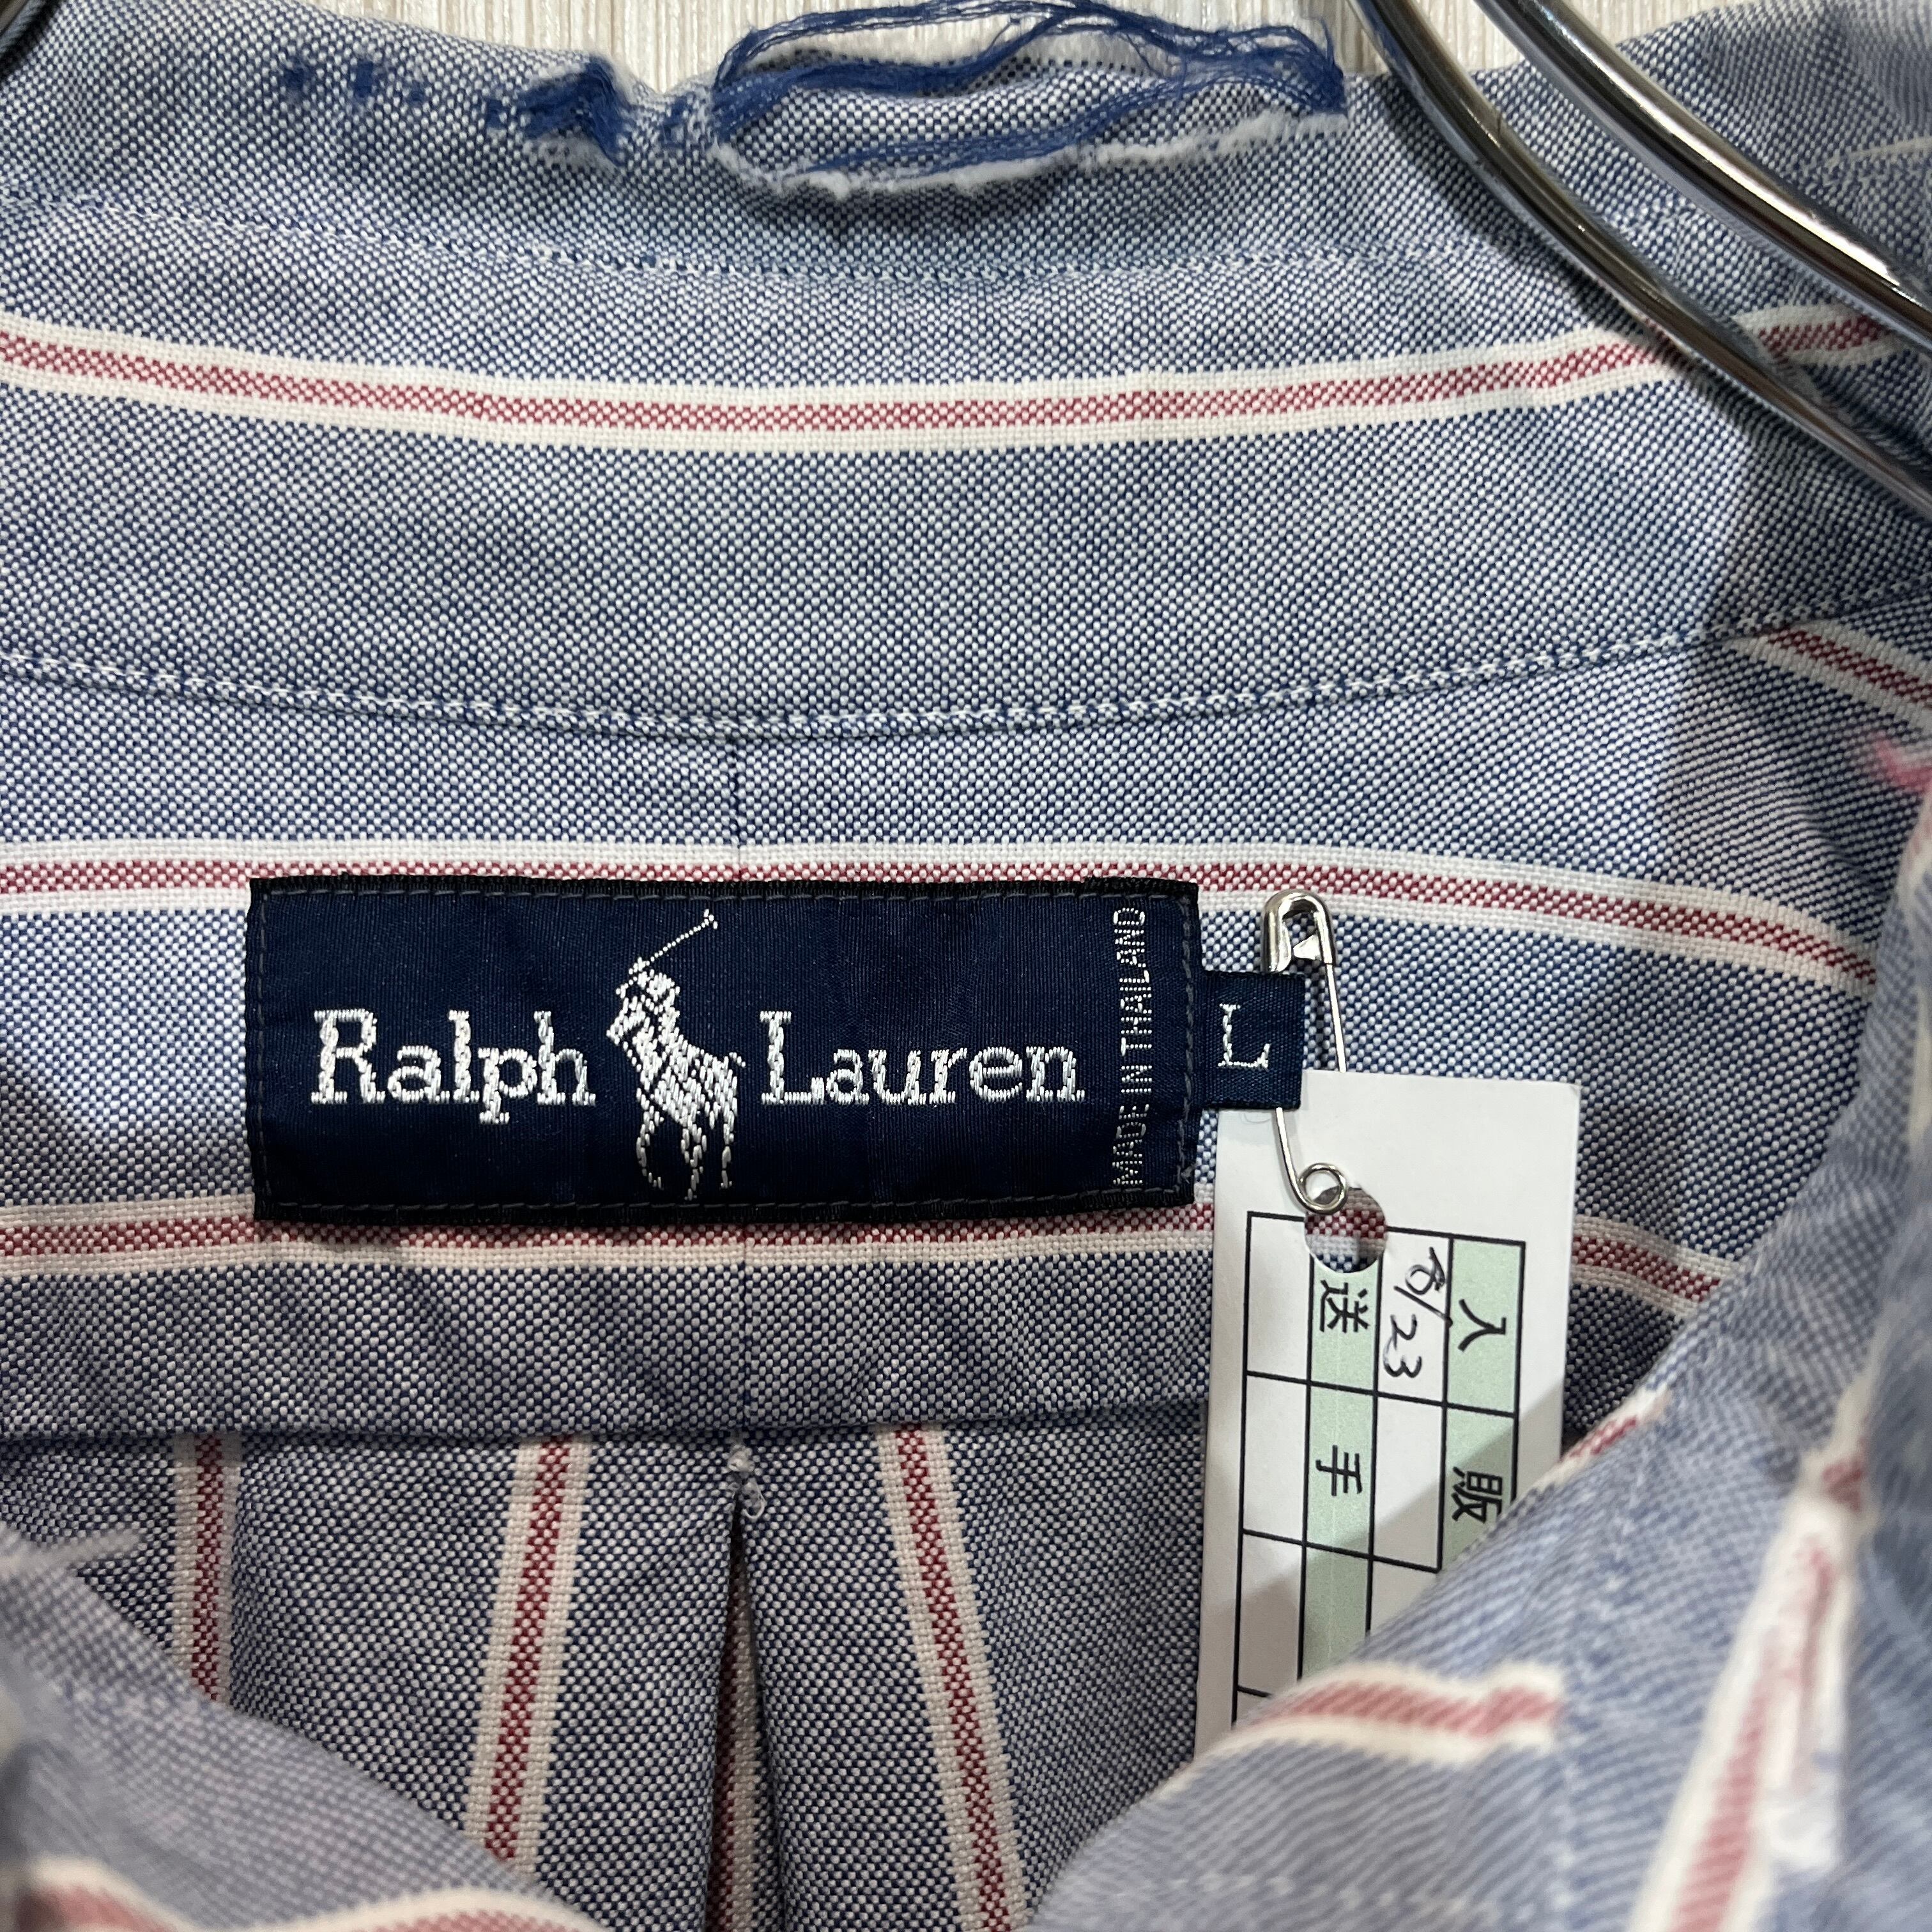 Ralph Lauren
MADE IN THAILAND
L
入
8/23
販
送
手